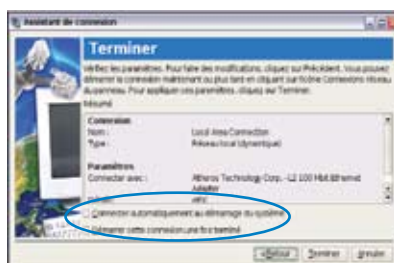 Assistant de connexion
Terminer
Vérifiez les paramètres. Pour faire des modifications, cliquez sur Précédent. Vous pouvez
démarrer la connexion maintenant ou plus tard en cliquant sur l'icône Connexions réseau
du panneau. Pour appliquer ces paramètres, cliquez sur Terminer.
Résumé
Connexion
Nom : Local Area Connection
Type : Réseau local (dynamique)
Paramètres
Connecter avec : Atheros Technology Corp. -L2 100 Mbit Ethernet
Adapter
Connecter automatiquement au démarrage du système
Démarrer cette connexion une fois terminé
Retour Terminer Annuler